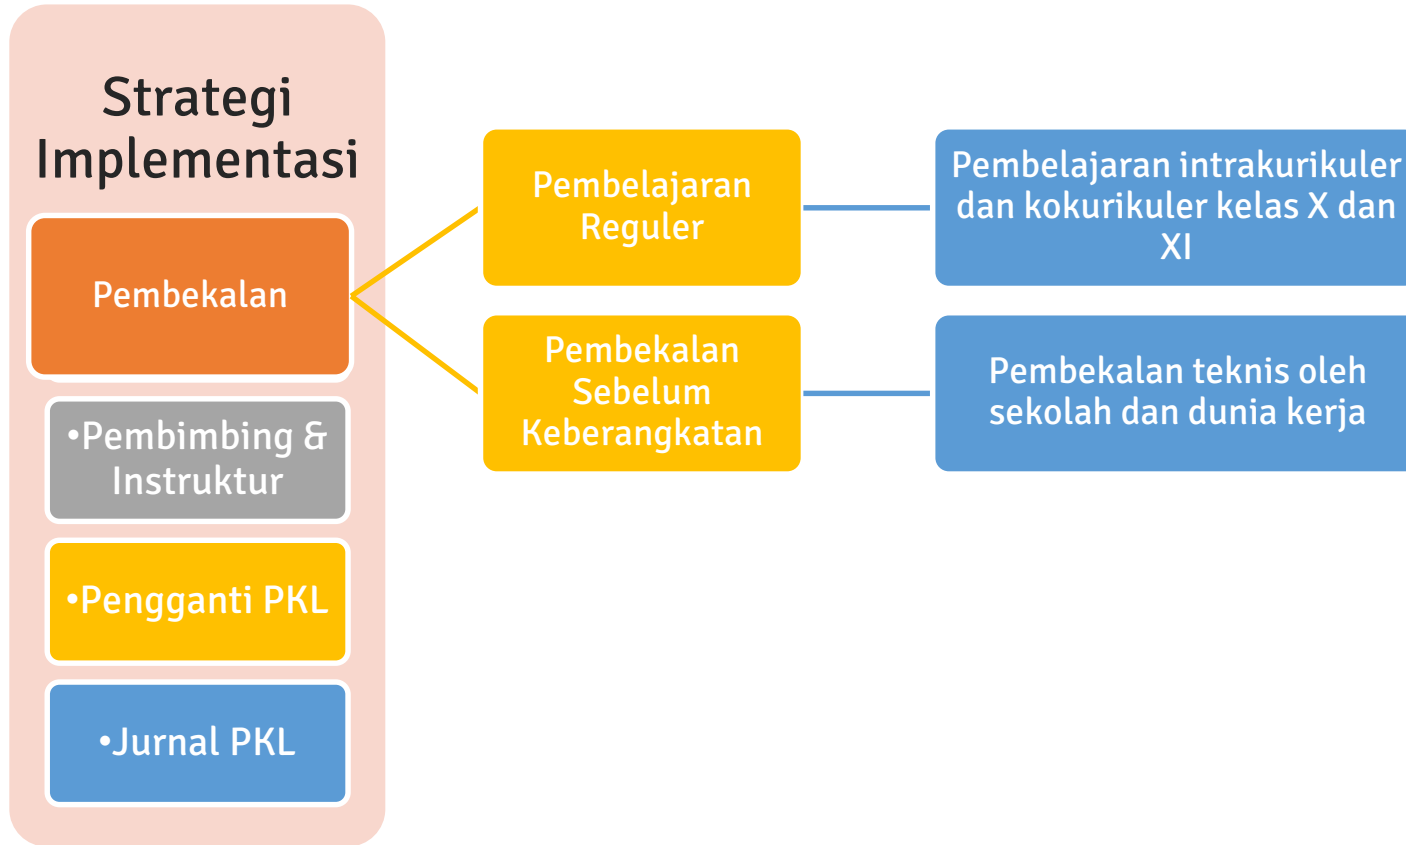 Strategi
Implementasi
Pembekalan
•Pembimbing &
Instruktur
•Pengganti PKL
•Jurnal PKL
Pembelajaran
Reguler
Pembelajaran intrakurikuler
dan kokurikuler kelas X dan
XI
Pembekalan
Sebelum
Keberangkatan
Pembekalan teknis oleh
sekolah dan dunia kerja